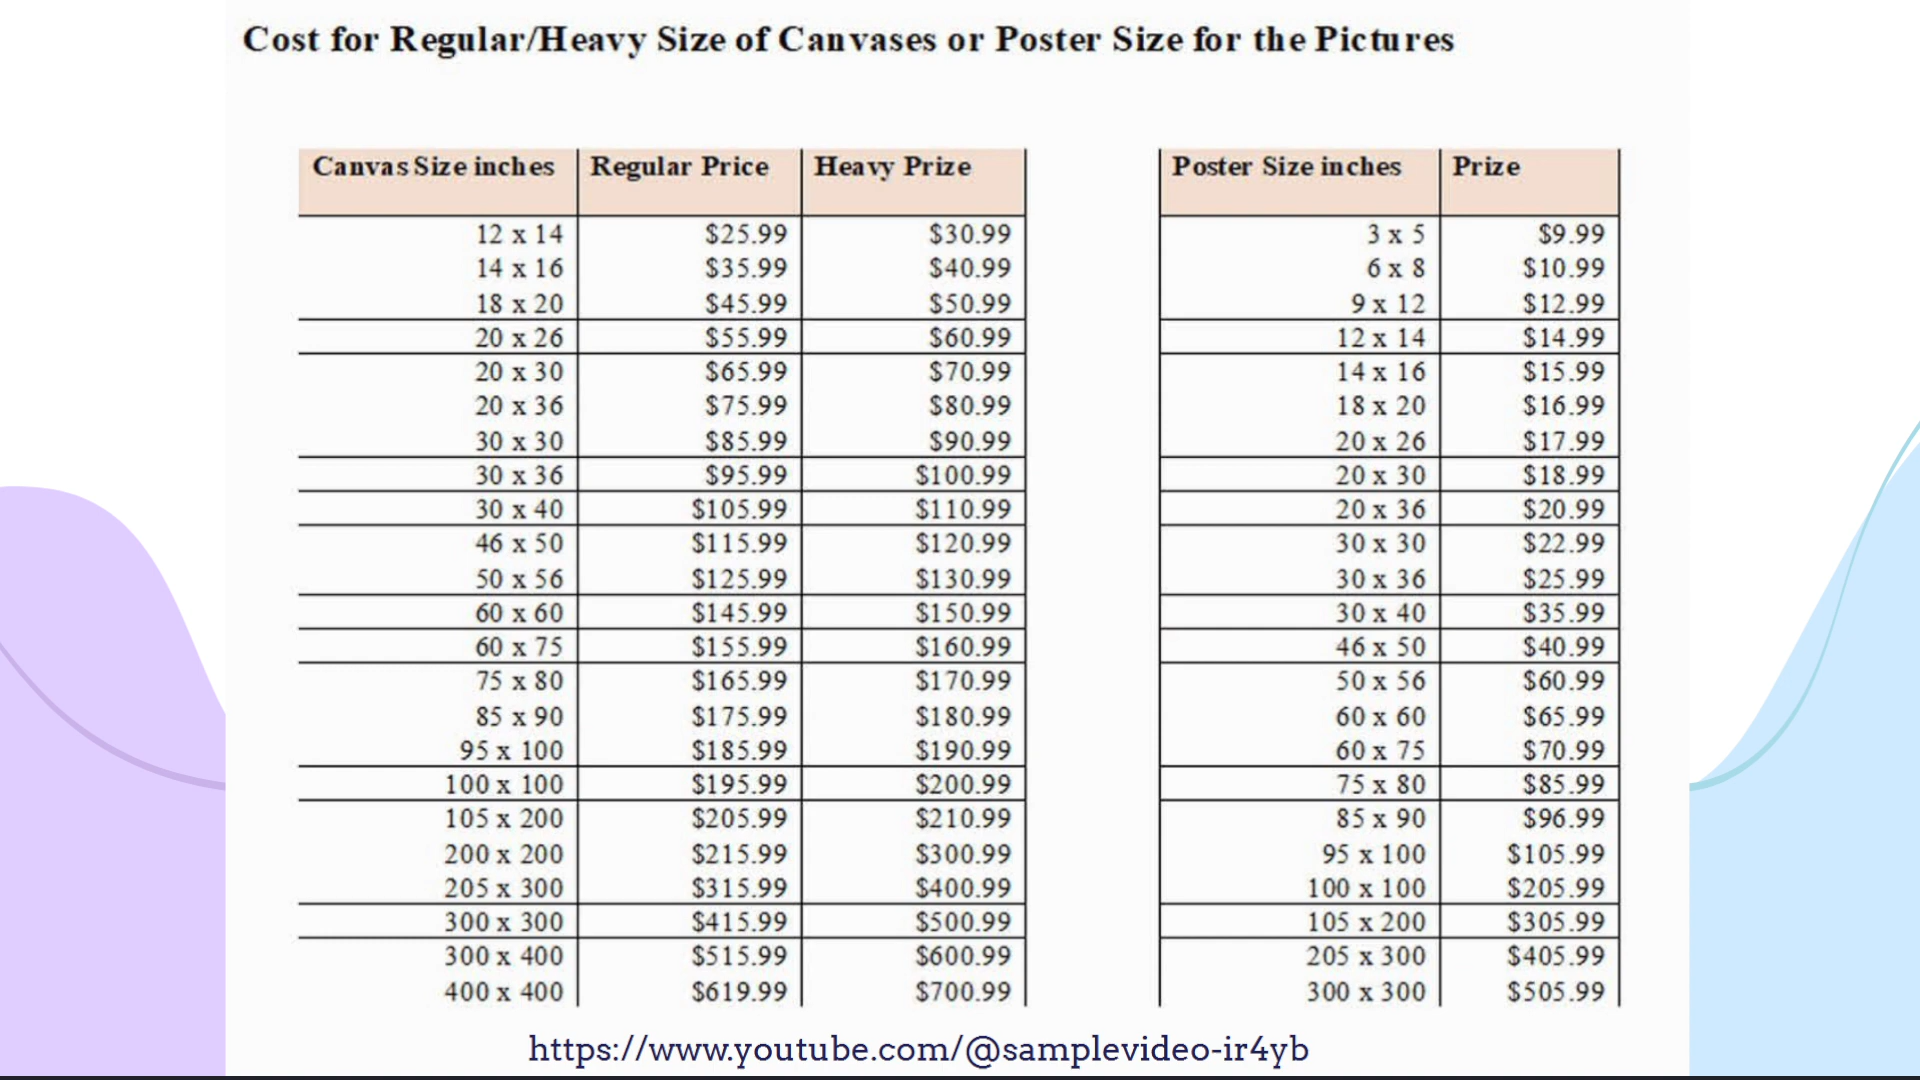 Cost for Regular/Heavy Size of Canvases or Poster Size for the Pictures
Canvas Size inches Regular Price Heavy Prize
12 x 14 $25.99 $30.99
14 x 16 $35.99 $40.99
18 x 20 $45.99 $50.99
20 x 26 $55.99 $60.99
20 x 30 $65.99 $70.99
20 x 36 $75.99 $80.99
30 x 30 $85.99 $90.99
30 x 36 $95.99 $100.99
30 x 40 $105.99 $110.99
46 x 50 $115.99 $120.99
50 x 56 $125.99 $130.99
60 x 60 $145.99 $150.99
60 x 75 $155.99 $160.99
75 x 80 $165.99 $170.99
85 x 90 $175.99 $180.99
95 x 100 $185.99 $190.99
100 x 100 $195.99 $200.99
105 x 200 $205.99 $210.99
200 x 200 $215.99 $300.99
205 x 300 $315.99 $400.99
300 x 300 $415.99 $500.99
300 x 400 $515.99 $600.99
400 x 400 $619.99 $700.99
Poster Size inches Prize
3 x 5 $9.99
6 x 8 $10.99
9 x 12 $12.99
12 x 14 $14.99
14 x 16 $15.99
18 x 20 $16.99
20 x 26 $17.99
20 x 30 $18.99
20 x 36 $20.99
30 x 30 $22.99
30 x 36 $25.99
30 x 40 $35.99
46 x 50 $40.99
50 x 56 $60.99
60 x 60 $65.99
60 x 75 $70.99
75 x 80 $85.99
85 x 90 $96.99
95 x 100 $105.99
100 x 100 $205.99
105 x 200 $305.99
205 x 300 $405.99
300 x 300 $505.99
https://www.youtube.com/@samplevideo-ir4yb